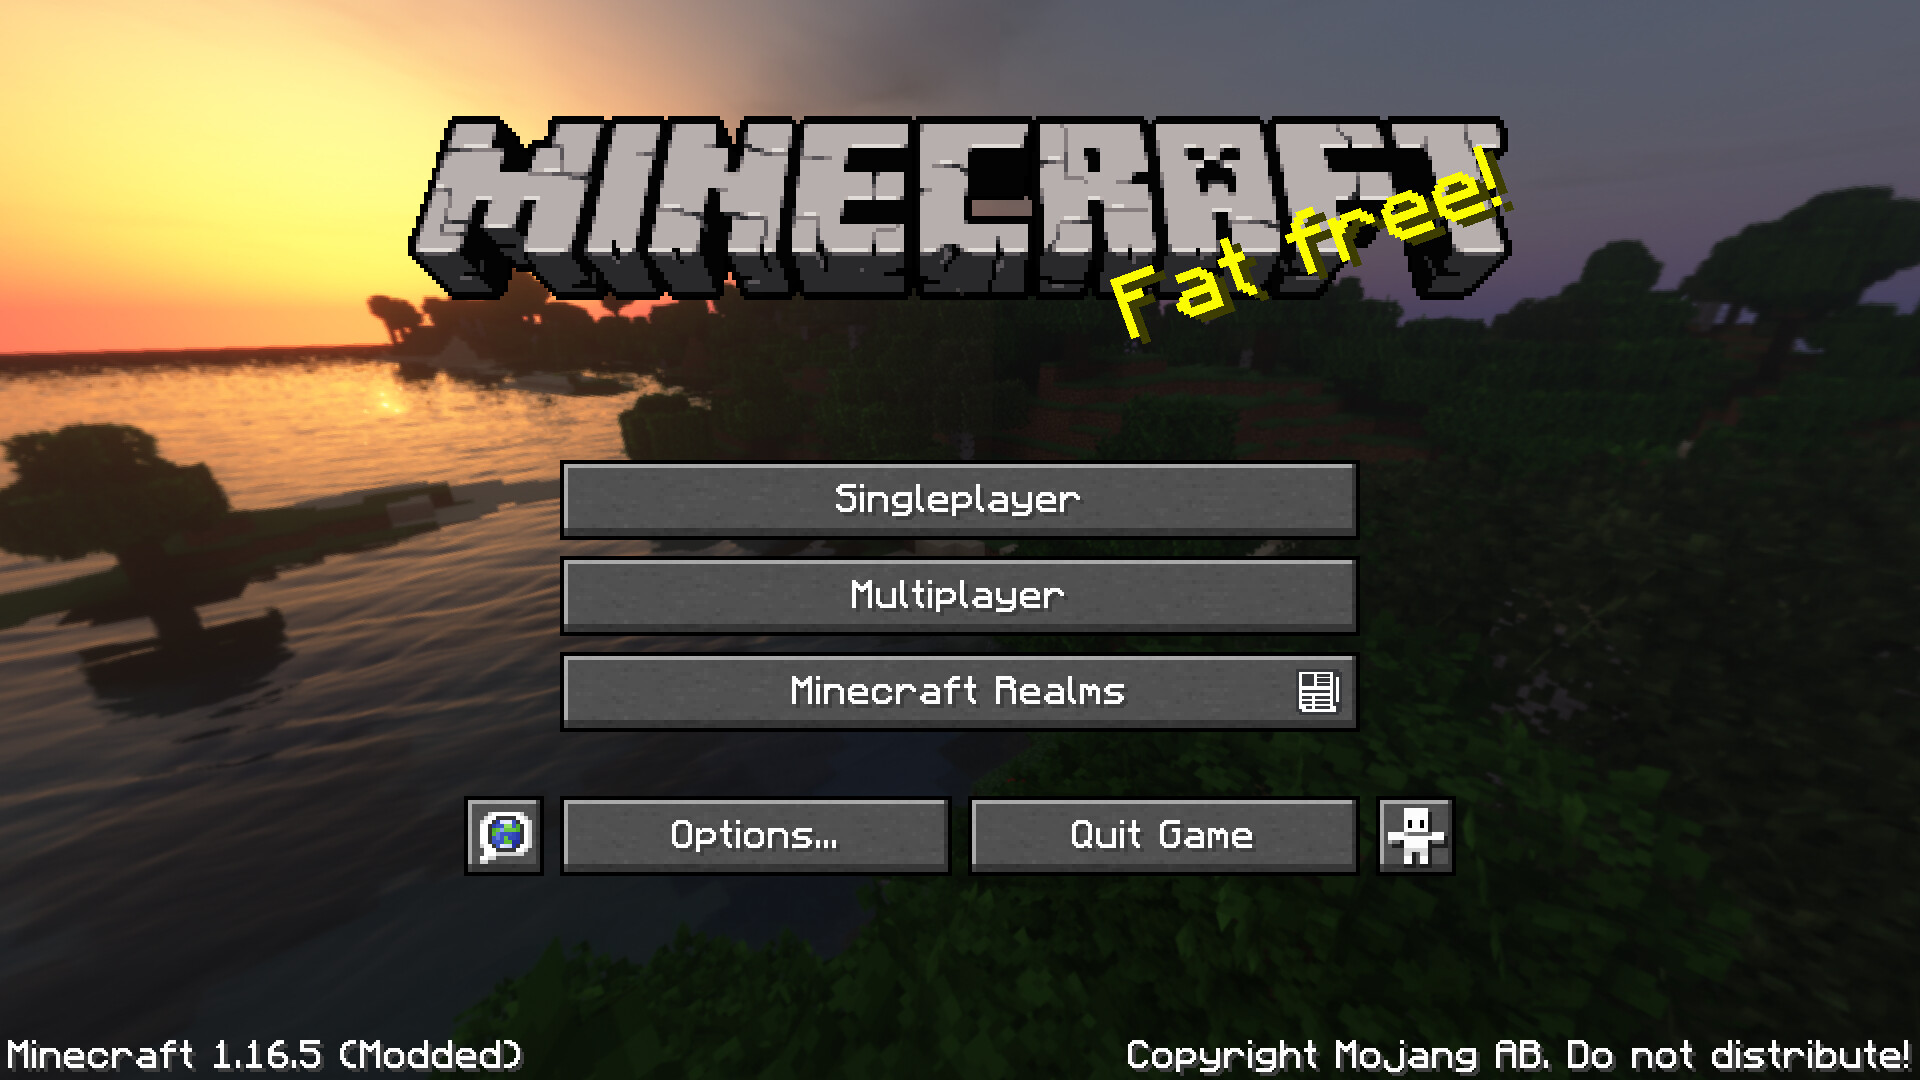 MINECRAFT
Fat free!
Singleplayer
Multiplayer
Minecraft Realms
Options...
Quit Game
Minecraft 1.16.5 (Modded)
Copyright Mojang AB. Do not distribute!